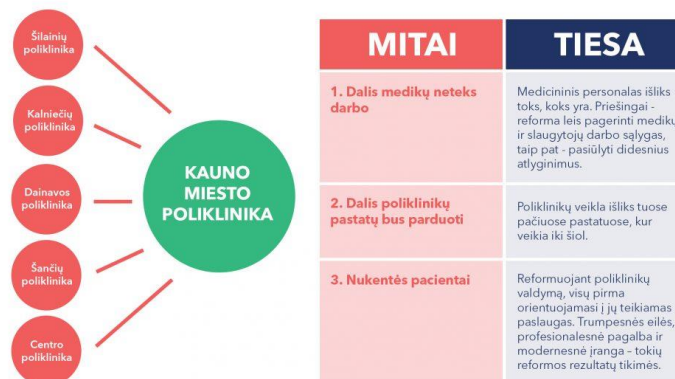 Šilainių
poliklinika
Kalniečių
poliklinika
Dainavos
poliklinika
Šančių
poliklinika
Centro
poliklinika
KAUNO
MIESTO
POLIKLINIKA
MITAI
TIESA
1. Dalis medikų neteks
darbo
Medicininis personalas išliks
toks, koks yra. Priešingai -
reforma leis pagerinti medikų
ir slaugytojų darbo sąlygas,
taip pat - pasiūlyti didesnius
atlyginimus.
2. Dalis poliklinikų
pastatų bus parduoti
Poliklinikų veikla išliks tuose
pačiuose pastatuose, kur
veikia iki šiol.
3. Nukentės pacientai
Reformuojant poliklinikų
valdymą, visų pirma
orientuojamasi į jų teikiamas
paslaugas. Trumpesnės eilės,
profesionalesnė pagalba ir
modernesnė įranga – tokių
reformos rezultatų tikimės.